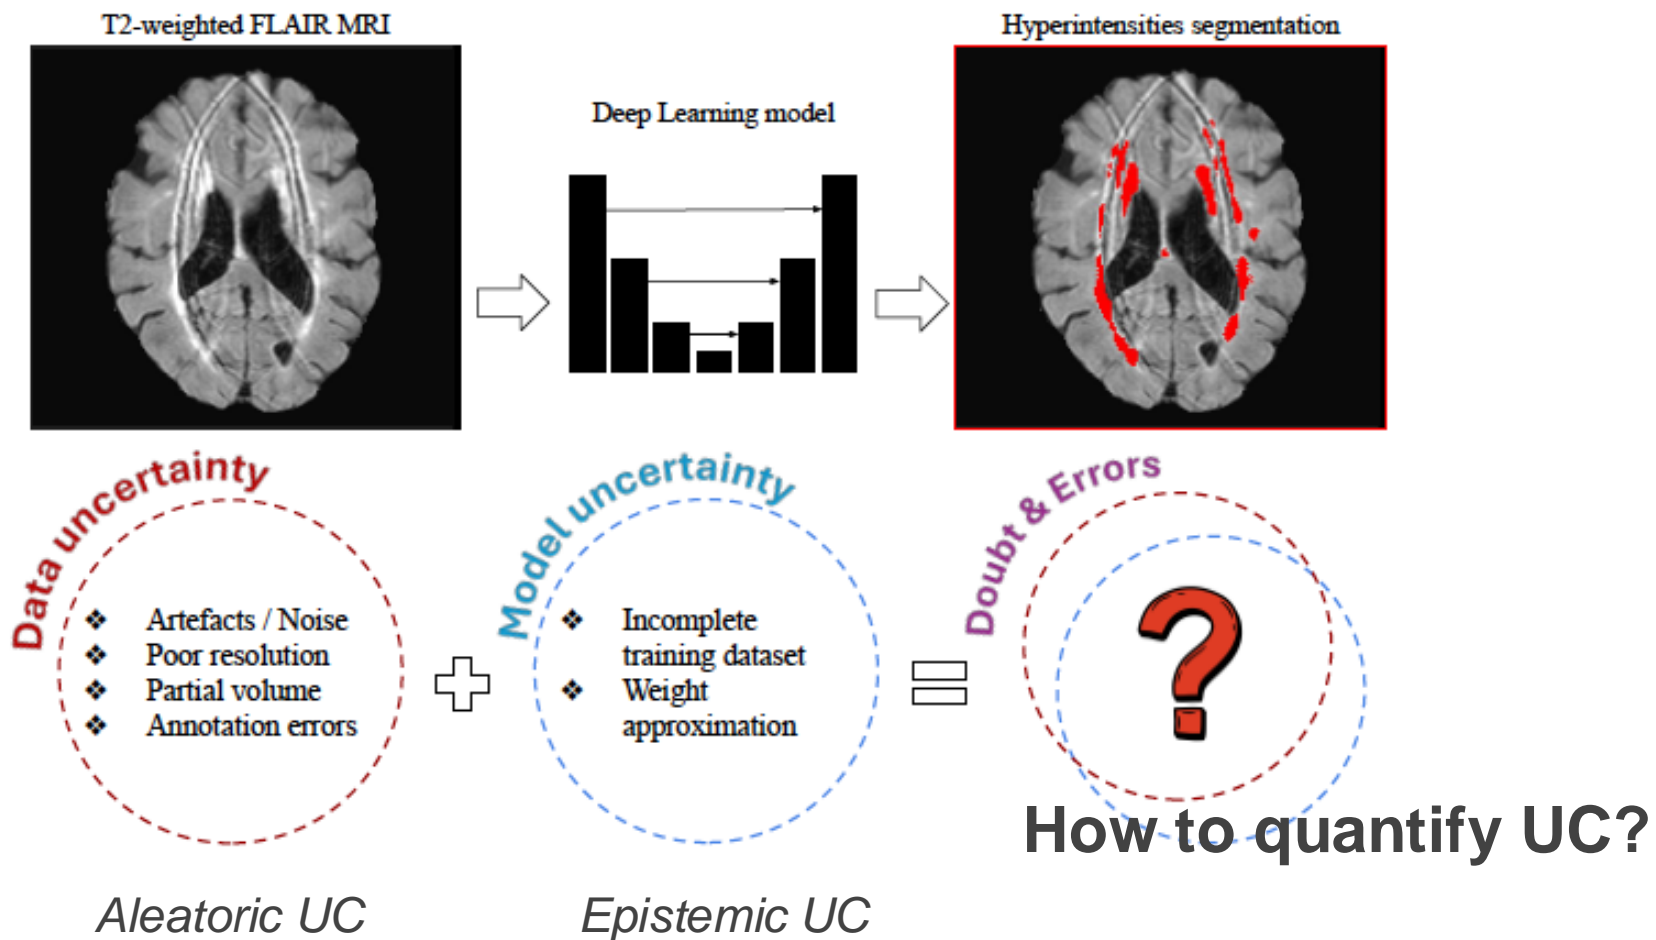 T2-weighted FLAIR MRI
Deep Learning model
Hyperintensities segmentation
Data uncertainty
❖ Artefacts / Noise
❖ Poor resolution
❖ Partial volume
❖ Annotation errors
Aleatoric UC
Model uncertainty
❖ Incomplete
training dataset
❖ Weight
approximation
Epistemic UC
Doubt & Errors
?
How to quantify UC?